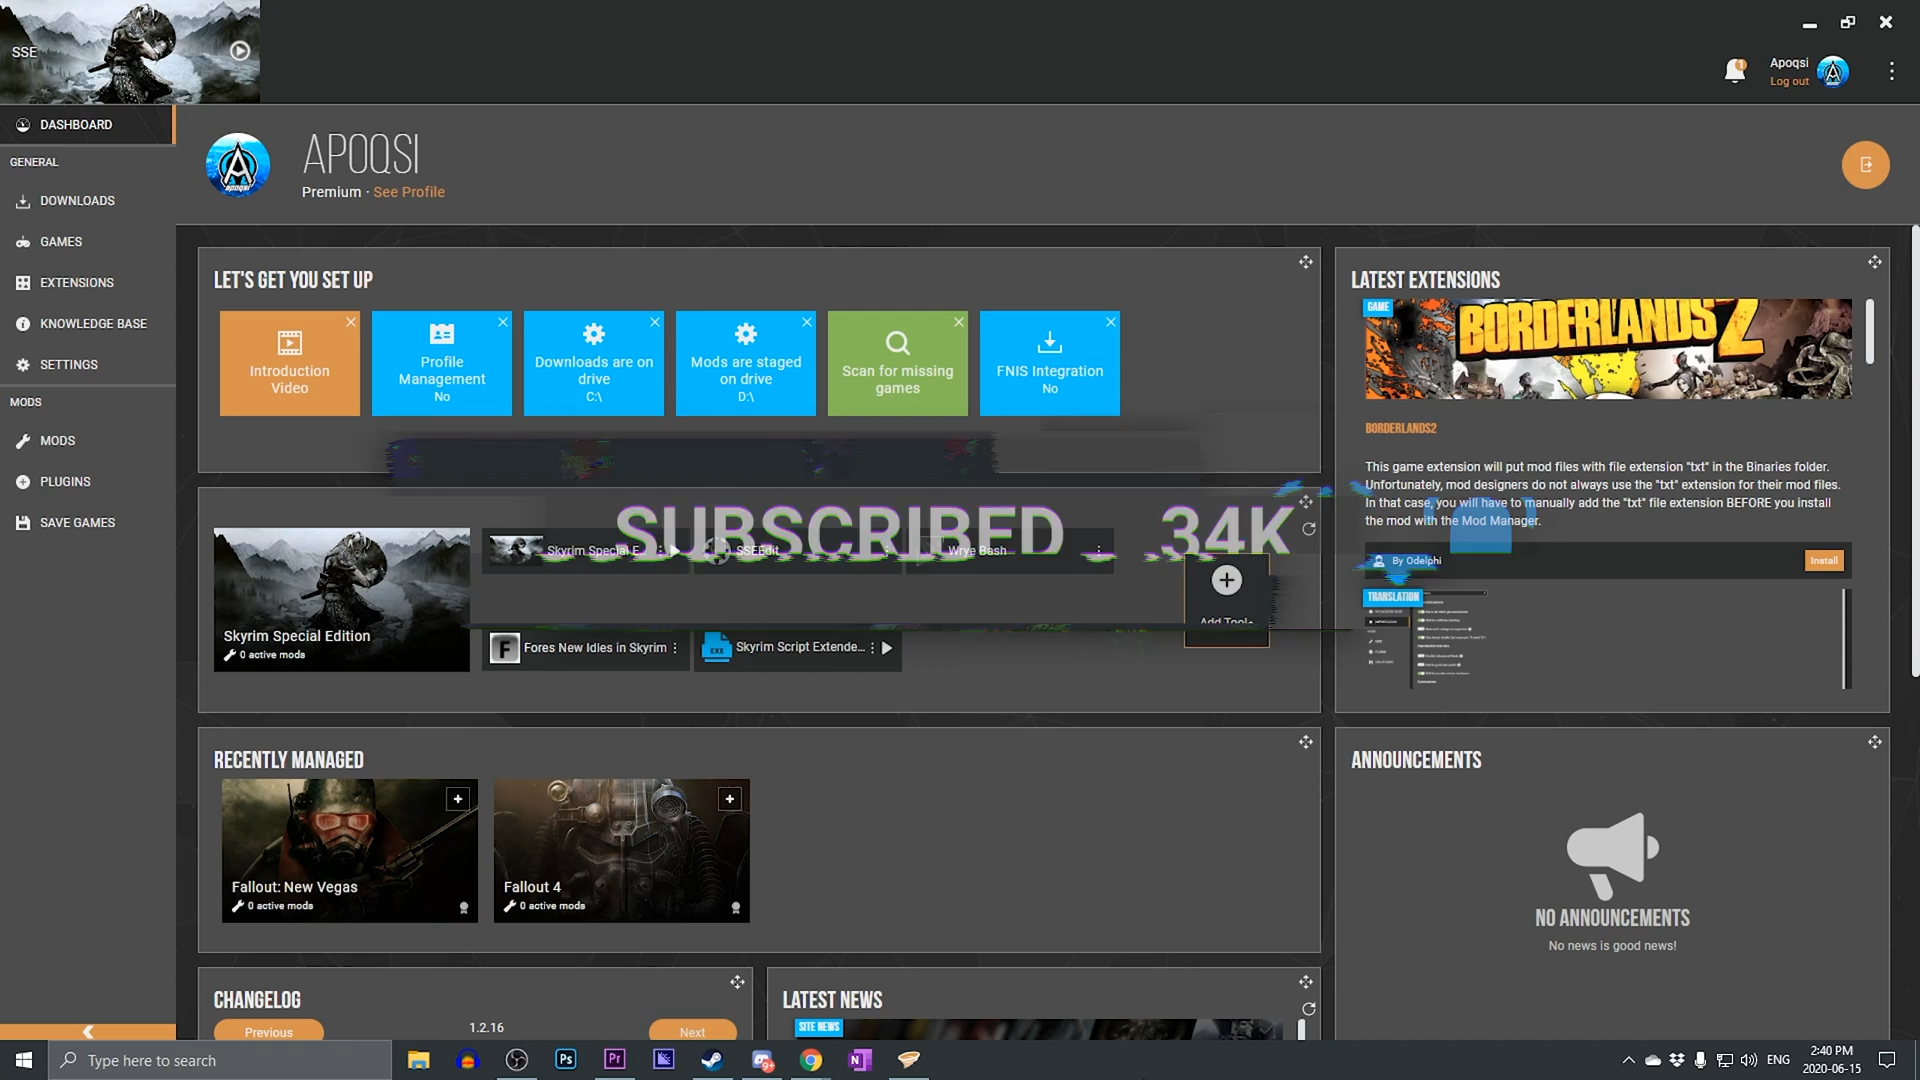 SSE
Apoqsi
Log out
DASHBOARD
GENERAL
DOWNLOADS
GAMES
EXTENSIONS
KNOWLEDGE BASE
SETTINGS
MODS
MODS
PLUGINS
SAVE GAMES
APOQSI
Premium · See Profile
LET'S GET YOU SET UP
Introduction
Video
Profile
Management
No
Downloads are on
drive
C:\
Mods are staged
on drive
D:\
Scan for missing
games
FNIS Integration
No
SUBSCRIBED 34K
Skyrim Special E...
SSEEdit
Wrye Bash
Skyrim Special Edition
0 active mods
Fores New Idles in Skyrim
EXE
Skyrim Script Extende...
Add Tool
LATEST EXTENSIONS
GAME
BORDERLANDS 2
BORDERLANDS2
This game extension will put mod files with file extension "txt" in the Binaries folder.
Unfortunately, mod designers do not always use the "txt" extension for their mod files.
In that case, you will have to manually add the "txt" file extension BEFORE you install
the mod with the Mod Manager.
By Odelphi
Install
TRANSLATION
RECENTLY MANAGED
Fallout: New Vegas
0 active mods
Fallout 4
0 active mods
ANNOUNCEMENTS
NO ANNOUNCEMENTS
No news is good news!
CHANGELOG
Previous
1.2.16
Next
LATEST NEWS
SITE NEWS
Type here to search
Ps
Pr
9+
N
ENG
2:40 PM
2020-06-15